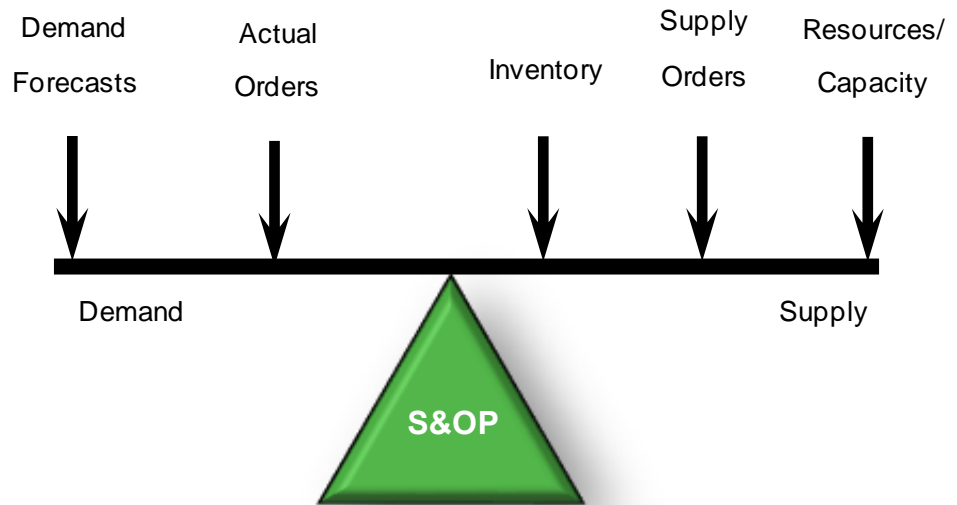 Demand
Forecasts
Actual
Orders
Inventory
Supply
Orders
Resources/
Capacity
Demand
Supply
S&OP